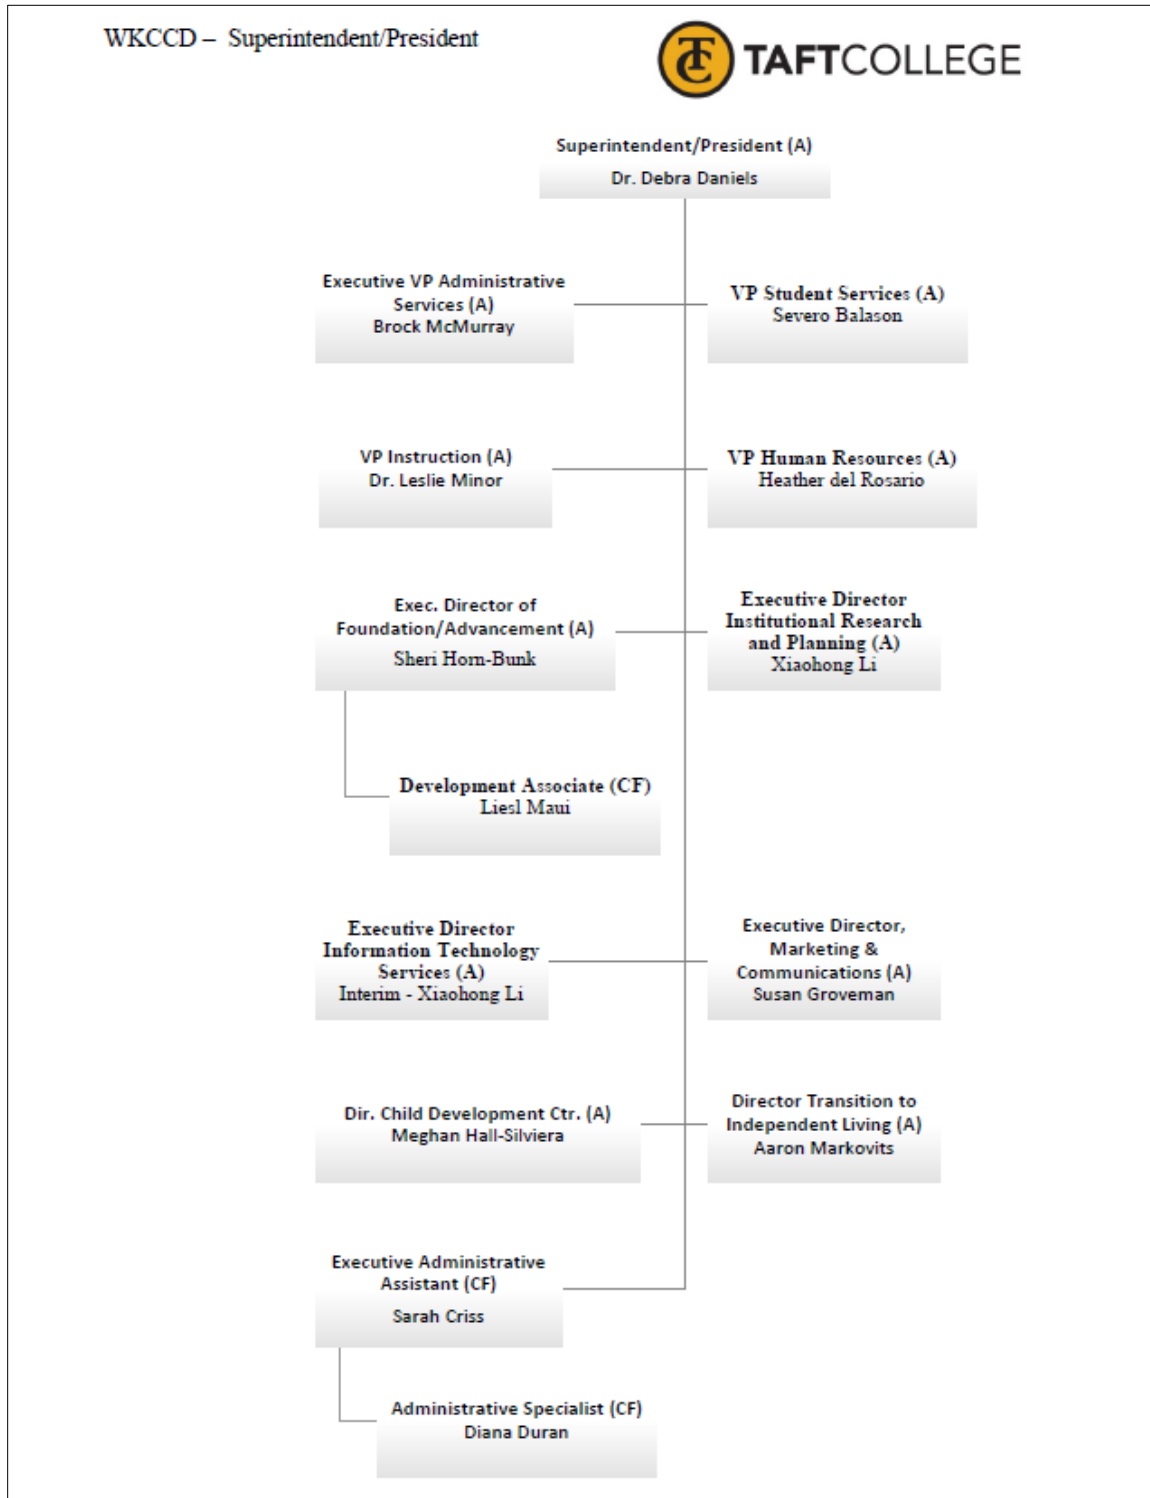 WKCCD – Superintendent/President
TC
TAFTCOLLEGE
Superintendent/President (A)
Dr. Debra Daniels
Executive VP Administrative
Services (A)
Brock McMurray
VP Student Services (A)
Severo Balason
VP Instruction (A)
Dr. Leslie Minor
VP Human Resources (A)
Heather del Rosario
Exec. Director of
Foundation/Advancement (A)
Sheri Horn-Bunk
Executive Director
Institutional Research
and Planning (A)
Xiaohong Li
Development Associate (CF)
Liesl Maui
Executive Director
Information Technology
Services (A)
Interim - Xiaohong Li
Executive Director,
Marketing &
Communications (A)
Susan Groveman
Dir. Child Development Ctr. (A)
Meghan Hall-Silviera
Director Transition to
Independent Living (A)
Aaron Markovits
Executive Administrative
Assistant (CF)
Sarah Criss
Administrative Specialist (CF)
Diana Duran